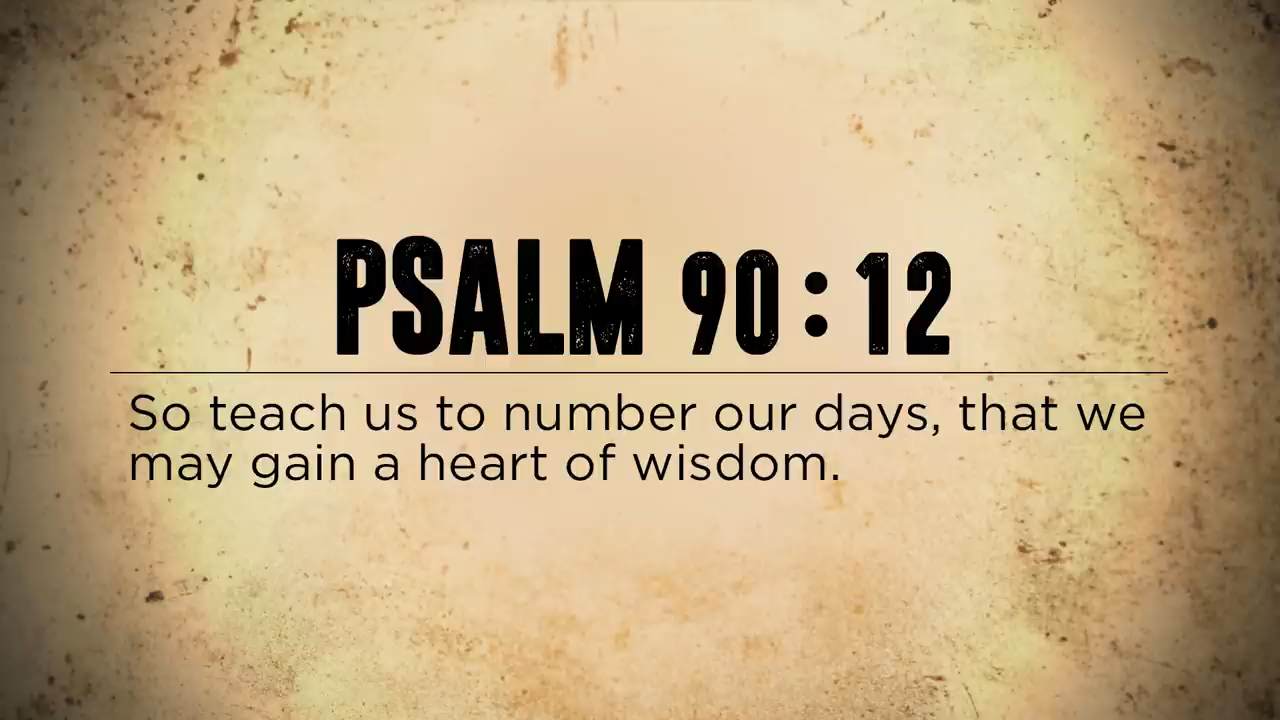 PSALM 90:12
So teach us to number our days, that we
may gain a heart of wisdom.